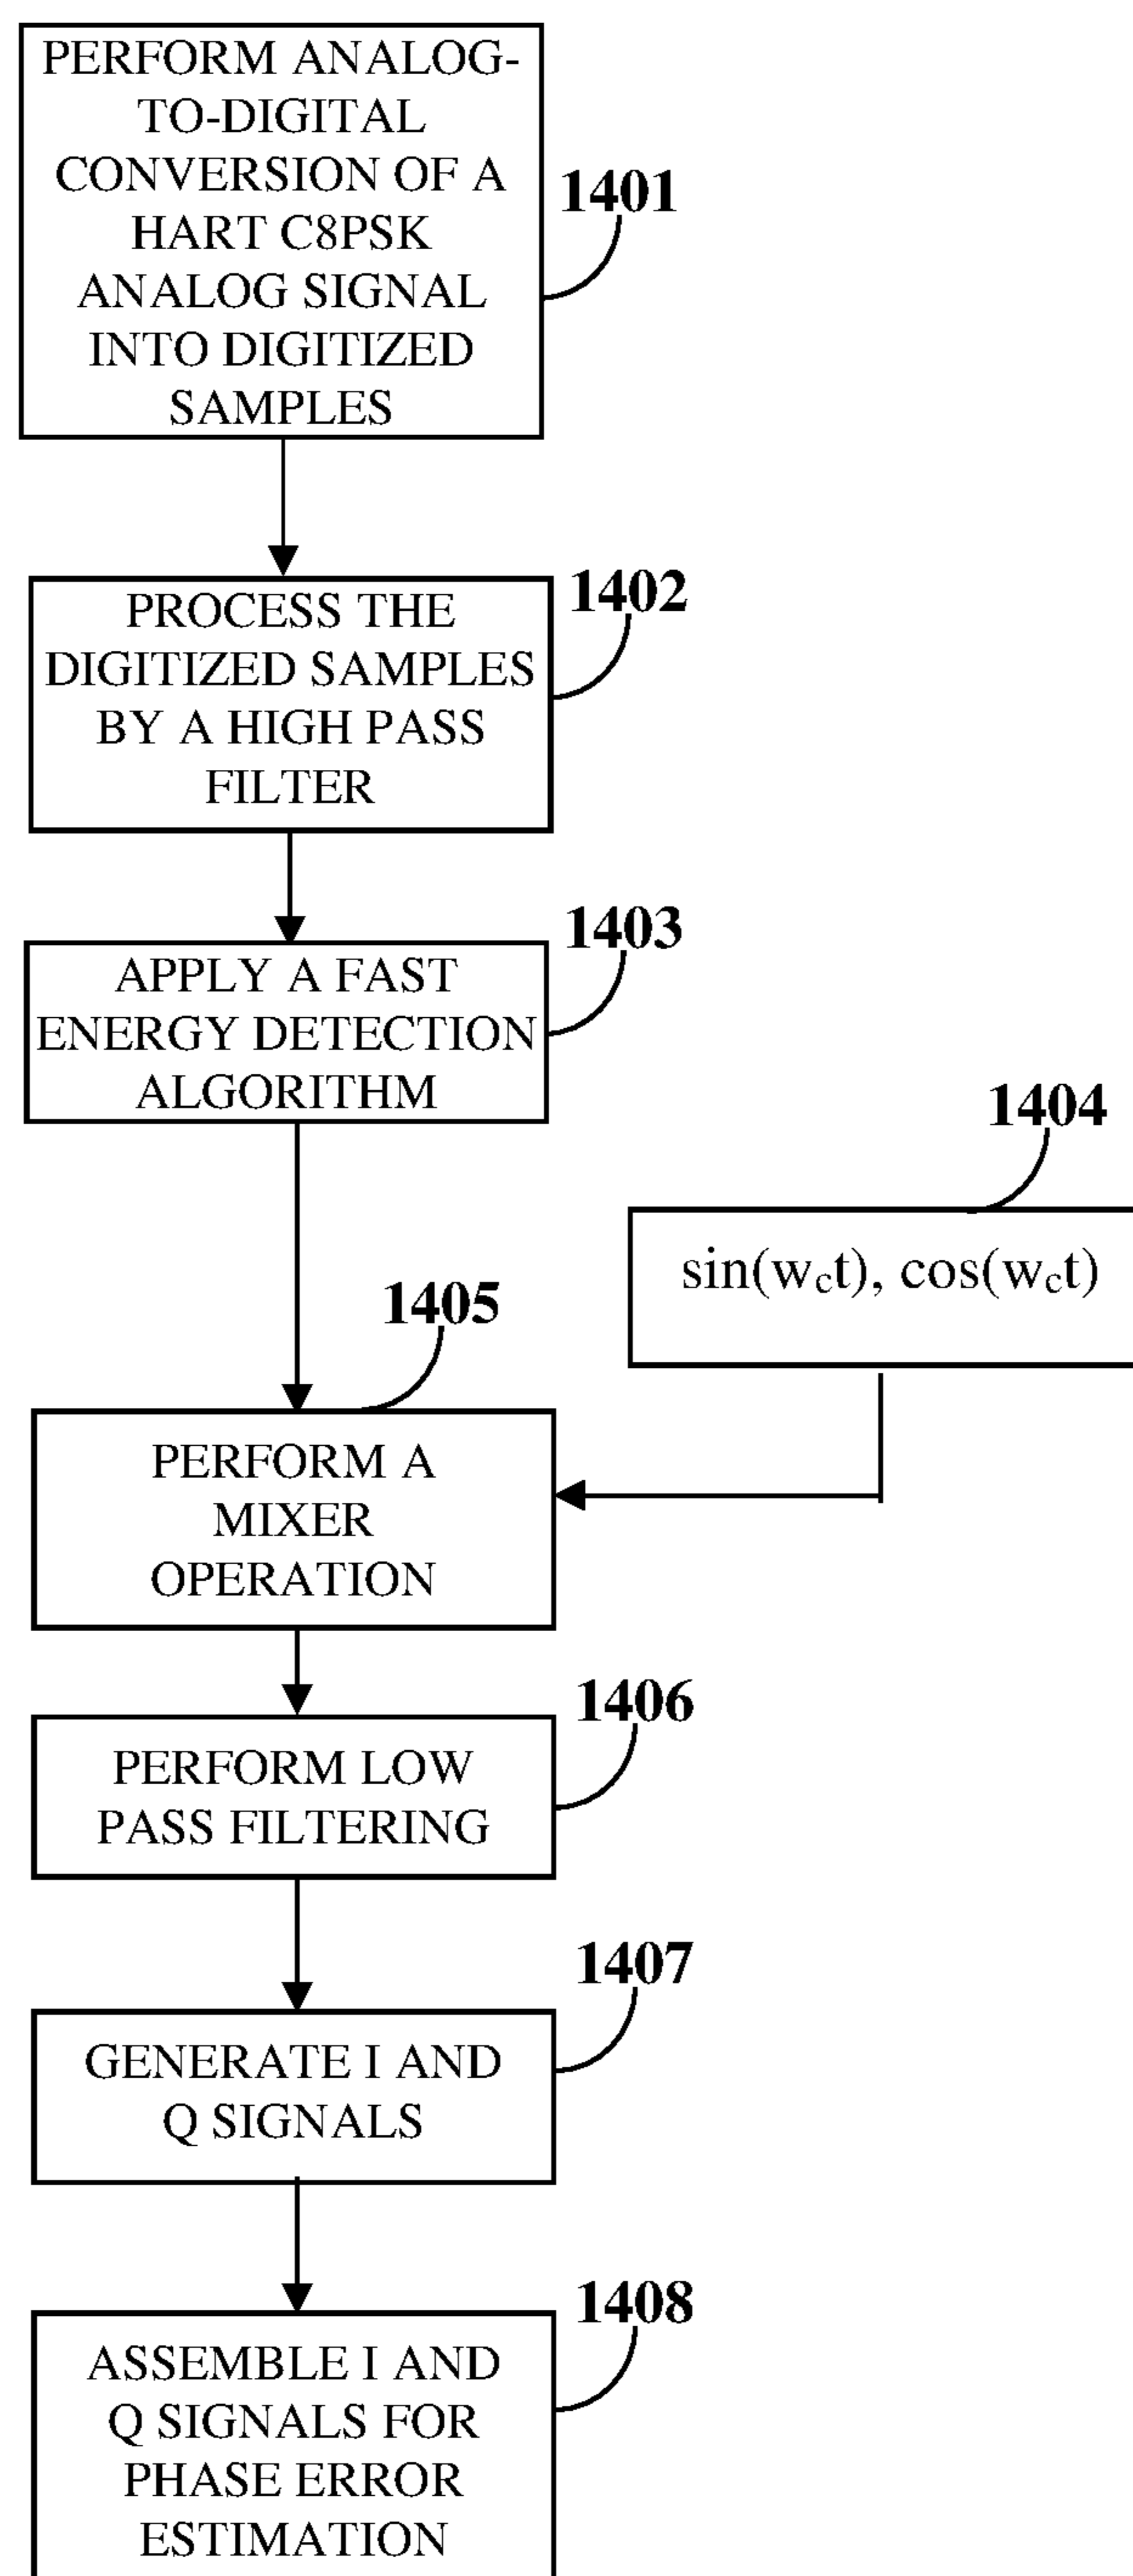 PERFORM ANALOG-
TO-DIGITAL
CONVERSION OF A
HART C8PSK
ANALOG SIGNAL
INTO DIGITIZED
SAMPLES
1401
1402
PROCESS THE
DIGITIZED SAMPLES
BY A HIGH PASS
FILTER
1403
APPLY A FAST
ENERGY DETECTION
ALGORITHM
1404
sin(w_ct), cos(w_ct)
1405
PERFORM A
MIXER
OPERATION
1406
PERFORM LOW
PASS FILTERING
1407
GENERATE I AND
Q SIGNALS
1408
ASSEMBLE I AND
Q SIGNALS FOR
PHASE ERROR
ESTIMATION